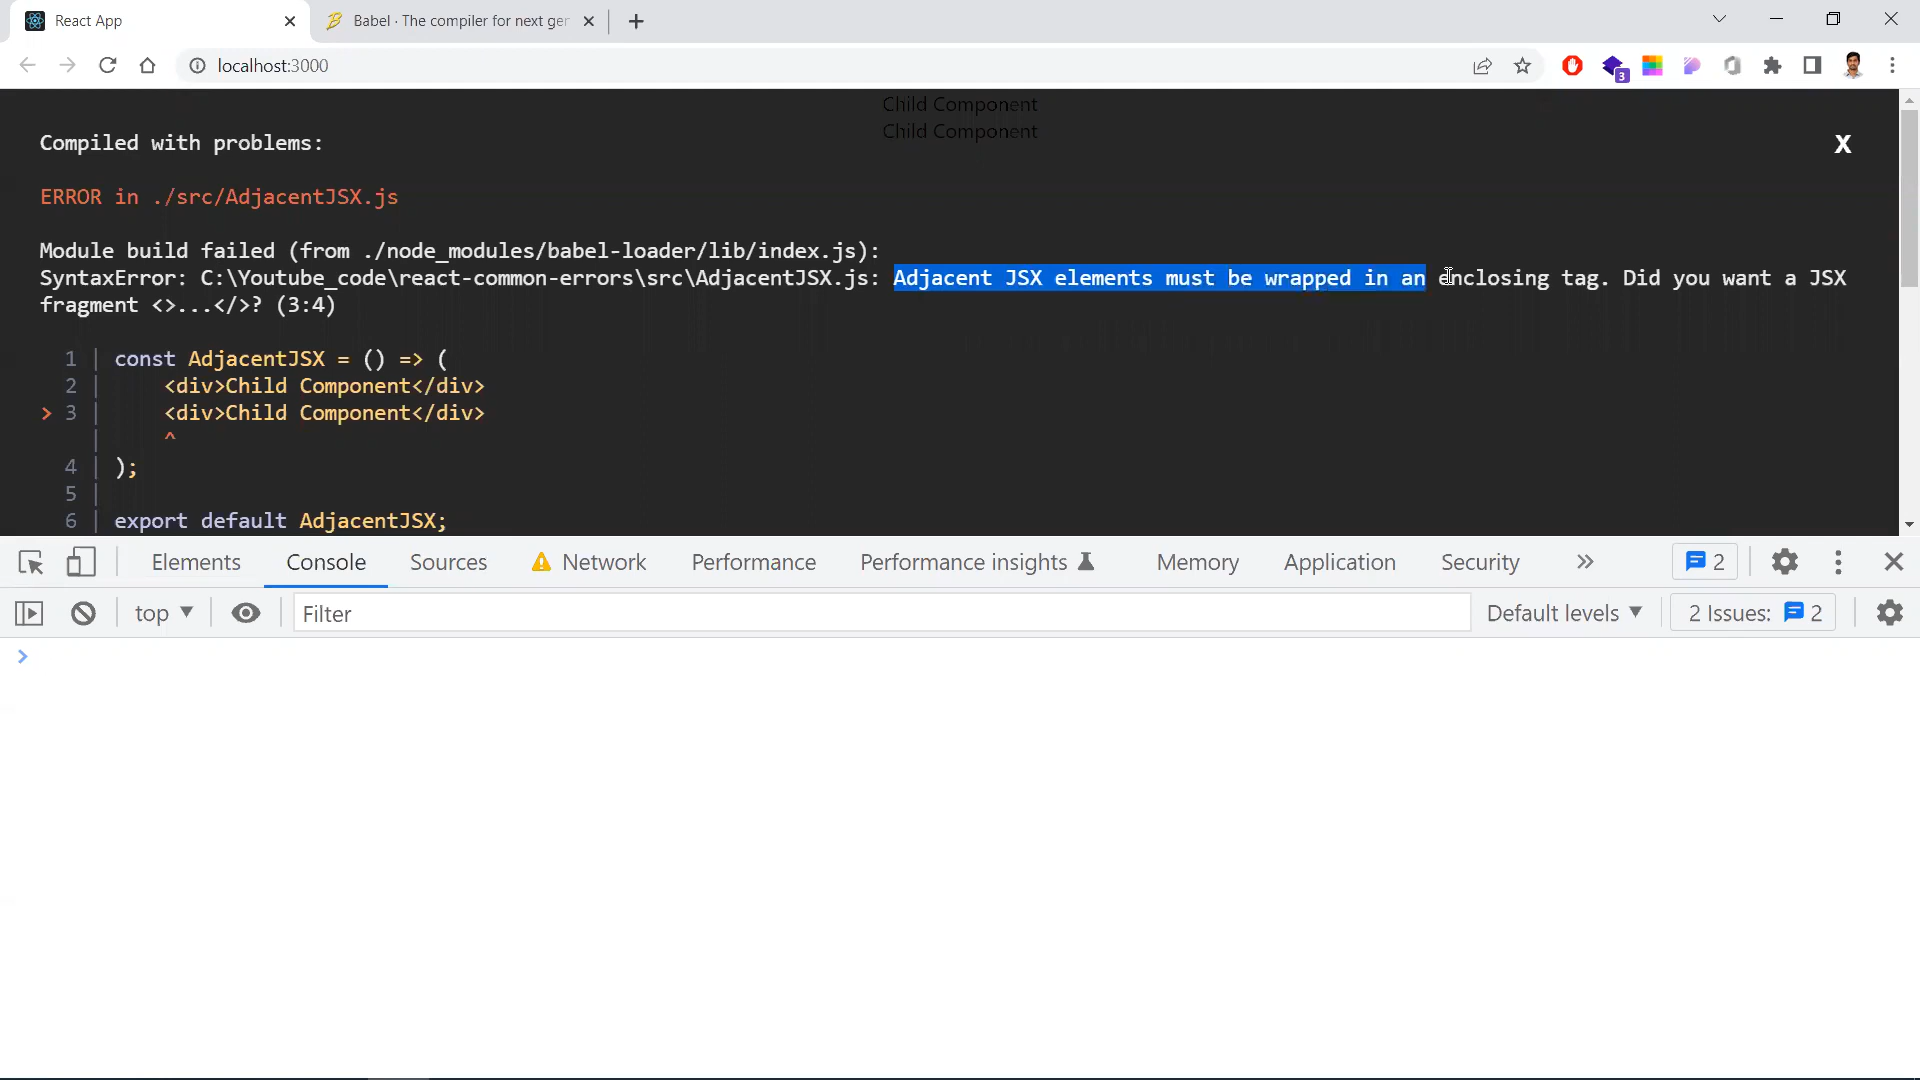 React App
Babel · The compiler for next ger
localhost:3000
3
Child Component
Child Component
Compiled with problems:
X
ERROR in ./src/AdjacentJSX.js
Module build failed (from ./node_modules/babel-loader/lib/index.js):
SyntaxError: C:\Youtube_code\react-common-errors\src\AdjacentJSX.js: Adjacent JSX elements must be wrapped in an enclosing tag. Did you want a JSX
fragment <>...</>? (3:4)
1 | const AdjacentJSX = () => (
2 | <div>Child Component</div>
> 3 | <div>Child Component</div>
| ^
4 | );
5 |
6 | export default AdjacentJSX;
Elements Console Sources Network Performance Performance insights Memory Application Security » 2
top Filter Default levels 2 Issues: 2
>